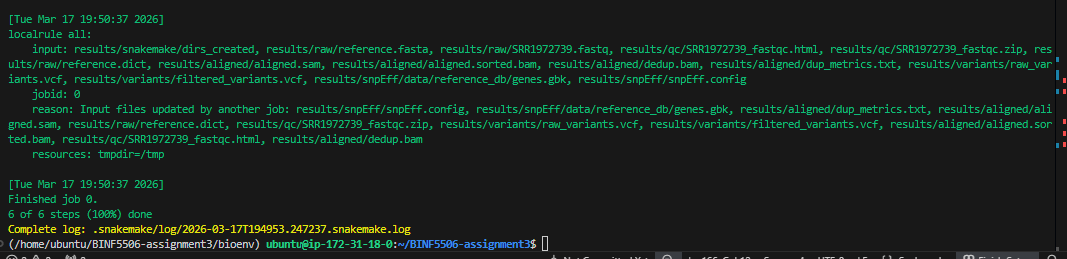 [Tue Mar 17 19:50:37 2026]
localrule all:
    input: results/snakemake/dirs_created, results/raw/reference.fasta, results/raw/SRR1972739.fastq, results/qc/SRR1972739_fastqc.html, results/qc/SRR1972739_fastqc.zip, res
ults/raw/reference.dict, results/aligned/aligned.sam, results/aligned/aligned.sorted.bam, results/aligned/dedup.bam, results/aligned/dup_metrics.txt, results/variants/raw_vari
ants.vcf, results/variants/filtered_variants.vcf, results/snpEff/data/reference_db/genes.gbk, results/snpEff/snpEff.config
    jobid: 0
    reason: Input files updated by another job: results/snpEff/snpEff.config, results/snpEff/data/reference_db/genes.gbk, results/aligned/dup_metrics.txt, results/aligned/ali
gned.sam, results/raw/reference.dict, results/qc/SRR1972739_fastqc.zip, results/variants/raw_variants.vcf, results/variants/filtered_variants.vcf, results/aligned/aligned.sor
ted.bam, results/qc/SRR1972739_fastqc.html, results/aligned/dedup.bam
    resources: tmpdir=/tmp
[Tue Mar 17 19:50:37 2026]
Finished job 0.
6 of 6 steps (100%) done
Complete log: .snakemake/log/2026-03-17T194953.247237.snakemake.log
(/home/ubuntu/BINF5506-assignment3/bioenv) ubuntu@ip-172-31-18-0:~/BINF5506-assignment3$